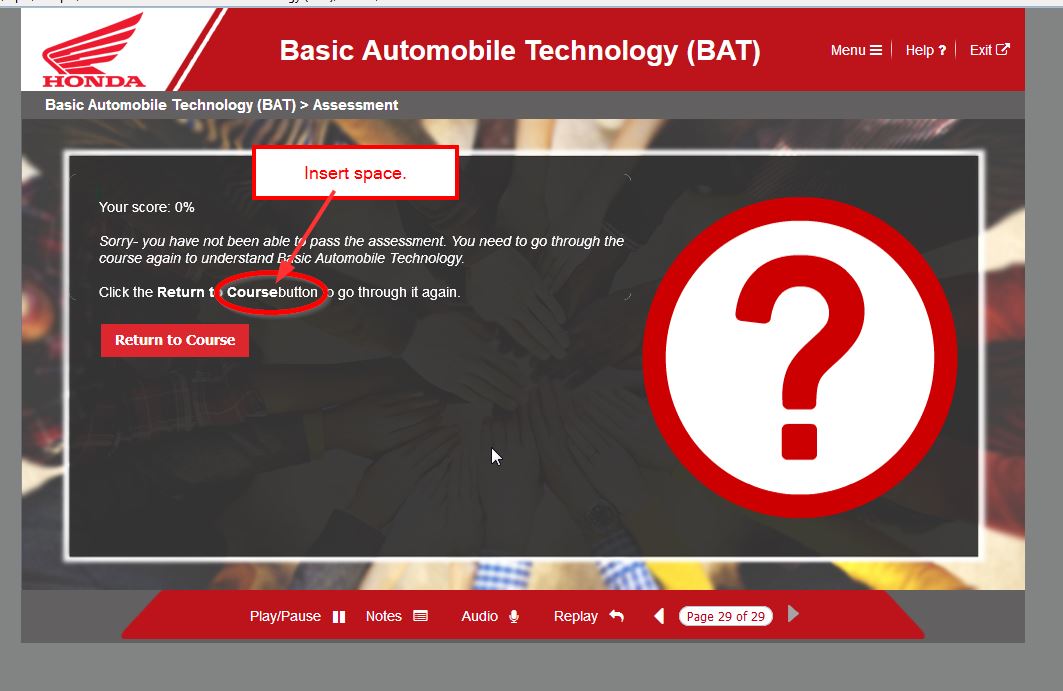 HONDA
Basic Automobile Technology (BAT)
Menu
Help ?
Exit
Basic Automobile Technology (BAT) > Assessment
Insert space.
Your score: 0%
Sorry- you have not been able to pass the assessment. You need to go through the
course again to understand Basic Automobile Technology.
Click the Return to Coursebutton to go through it again.
Return to Course
?
Play/Pause
Notes
Audio
Replay
Page 29 of 29